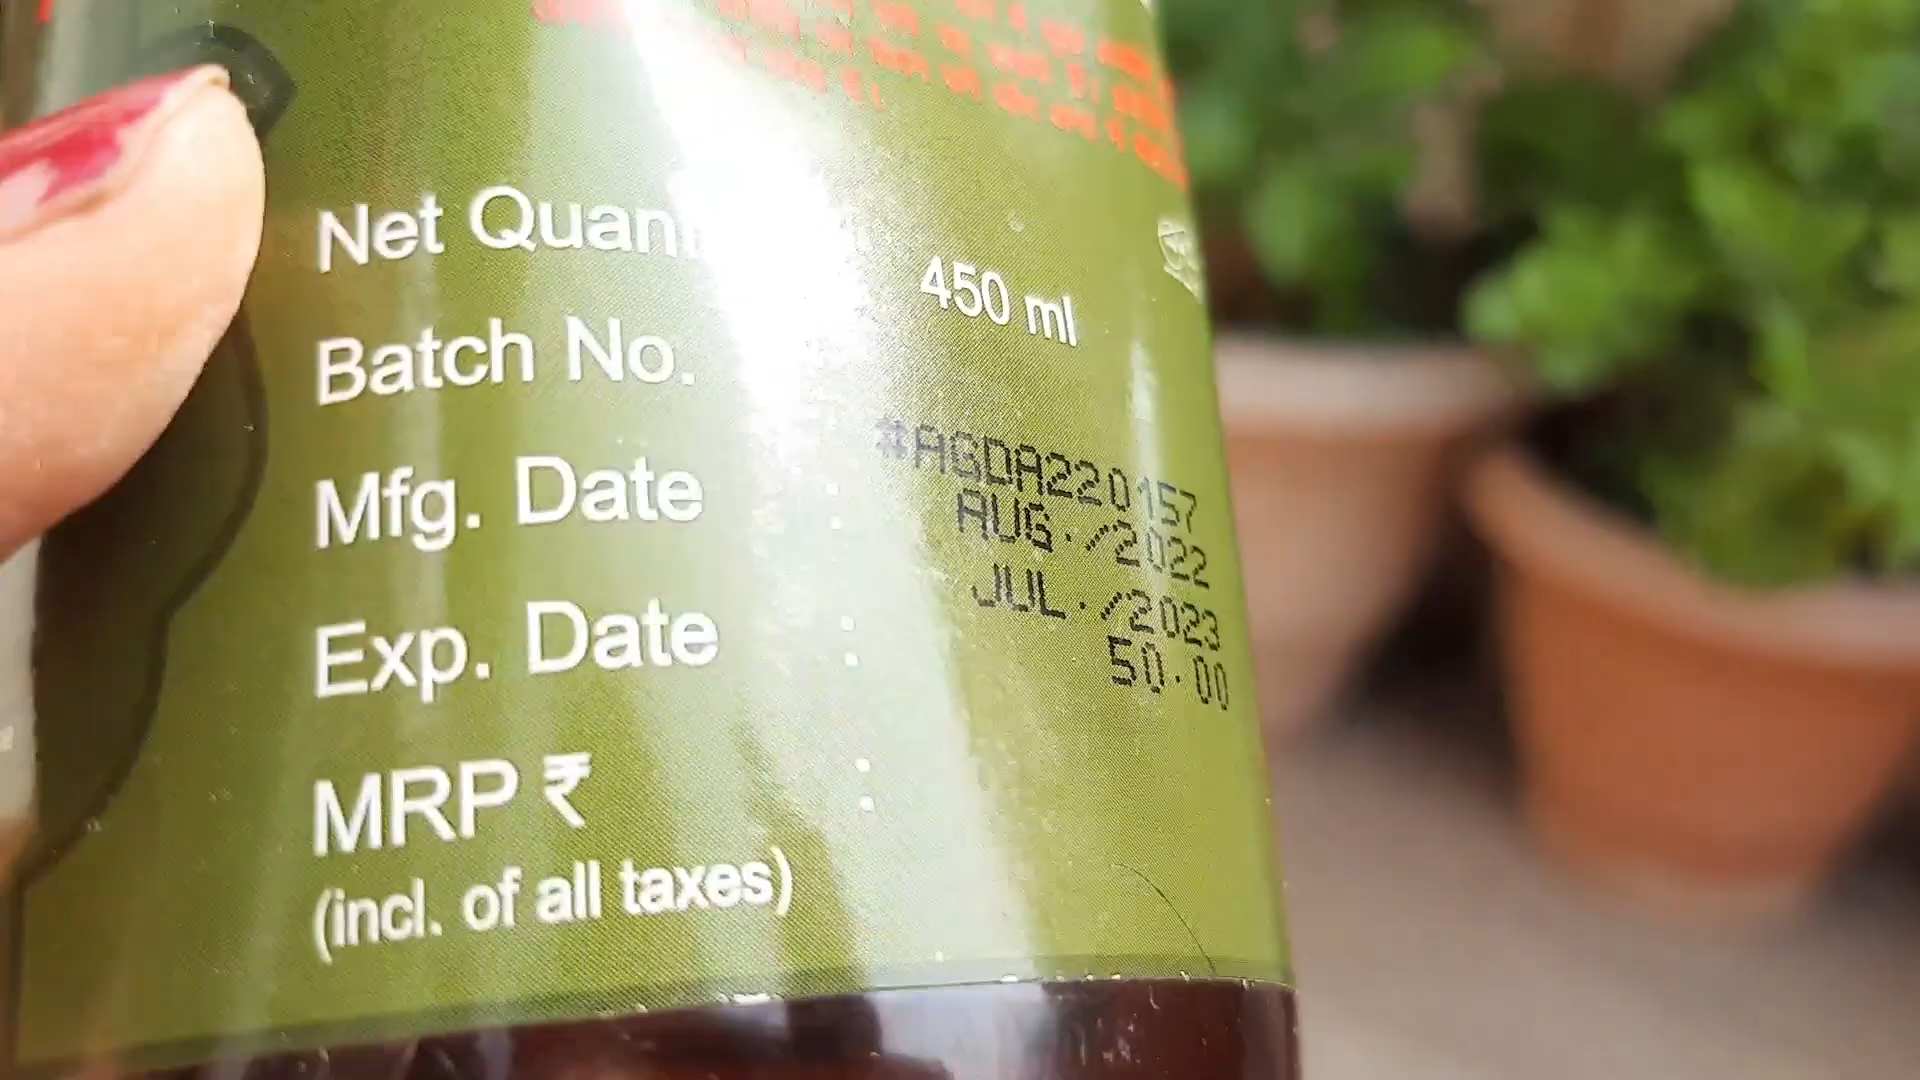 Net Quan
450 ml
Batch No.
#AGDA220157
Mfg. Date :
AUG./2022
Exp. Date :
JUL./2023
MRP ₹ :
50.00
(incl. of all taxes)